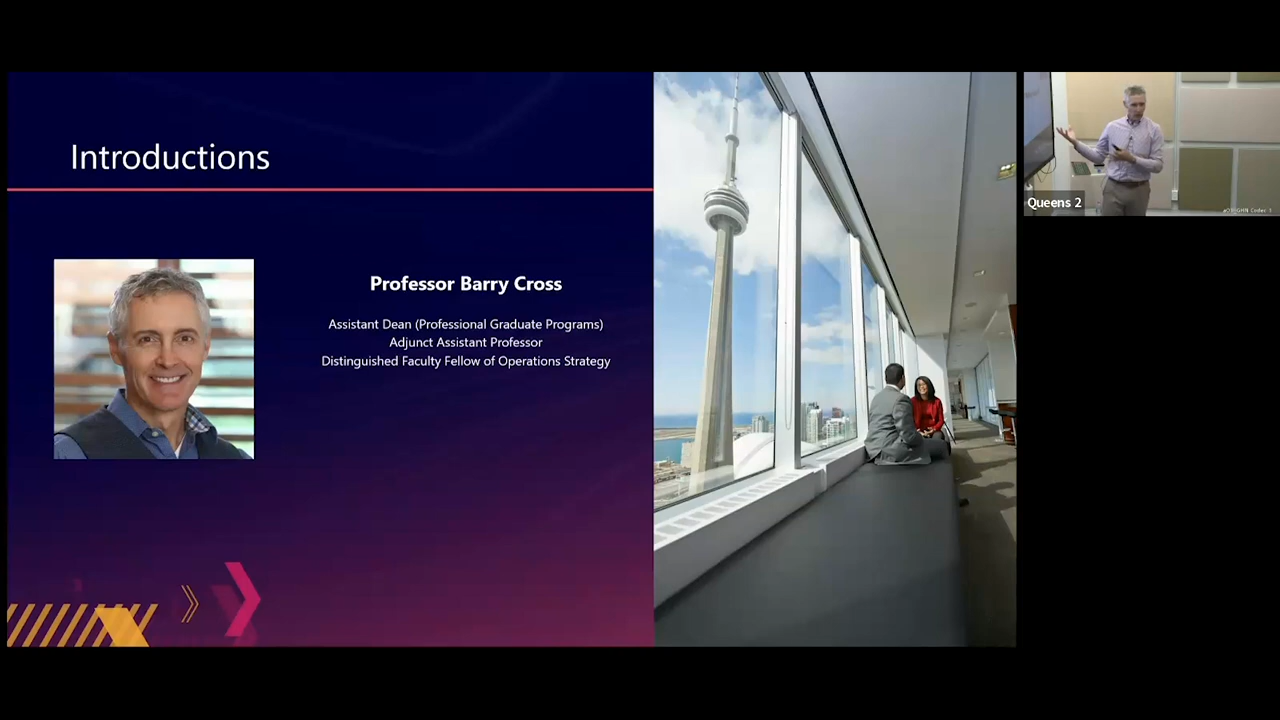 Introductions
Professor Barry Cross
Assistant Dean (Professional Graduate Programs)
Adjunct Assistant Professor
Distinguished Faculty Fellow of Operations Strategy
Queens 2